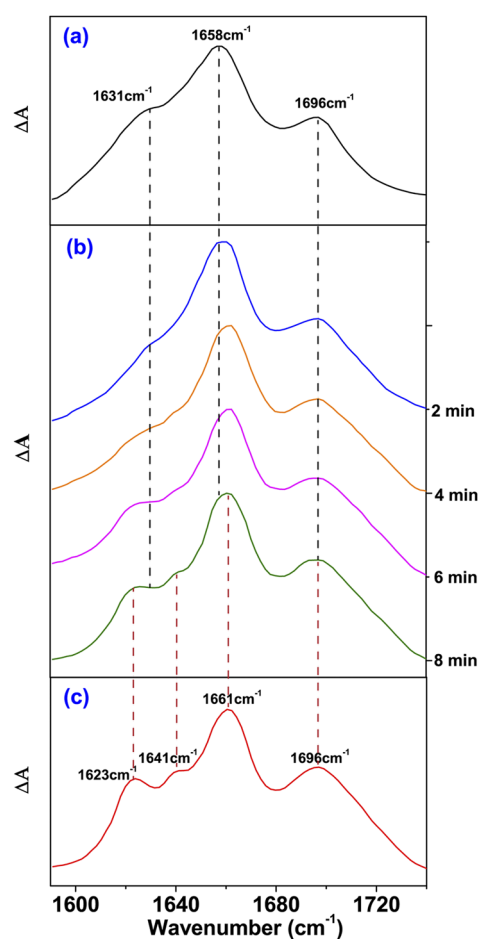 (a)
1658cm-1
1631cm-1
1696cm-1
ΔA
(b)
2 min
ΔA
4 min
6 min
8 min
(c)
1661cm-1
1641cm-1
1696cm-1
1623cm-1
ΔA
1600 1640 1680 1720
Wavenumber (cm-1)